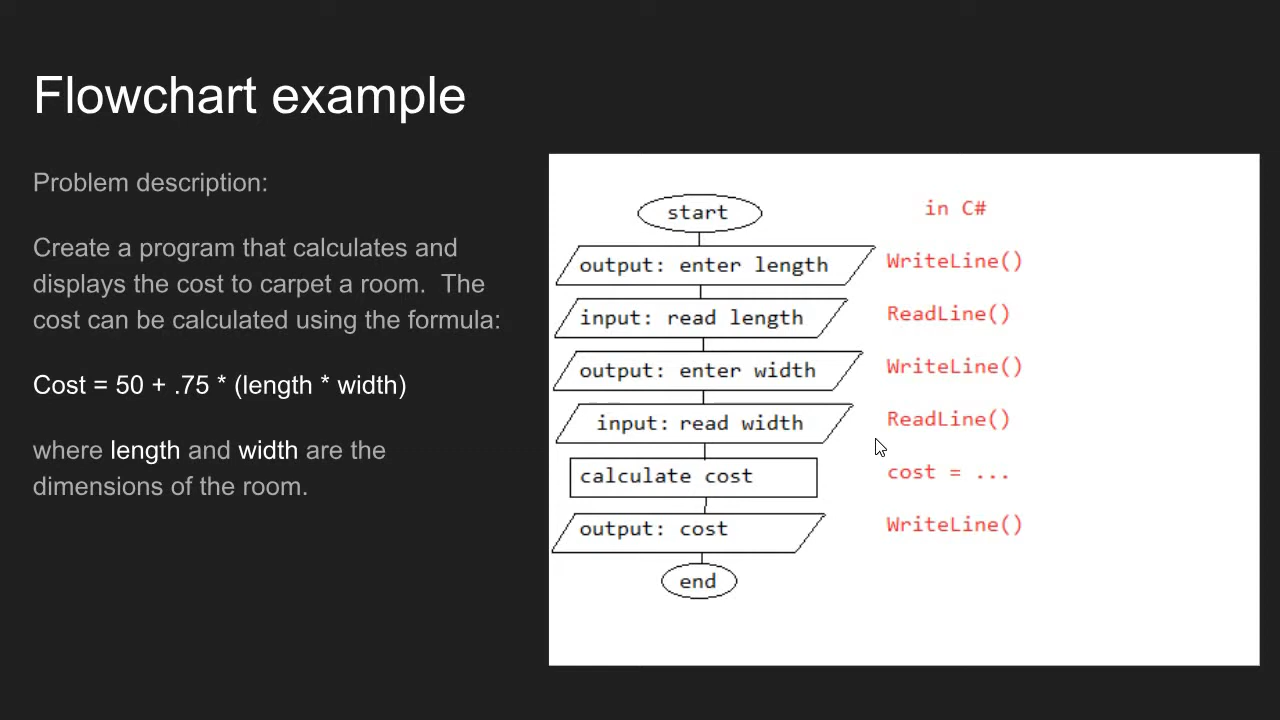 Flowchart example
Problem description:
Create a program that calculates and
displays the cost to carpet a room.  The
cost can be calculated using the formula:
Cost = 50 + .75 * (length * width)
where length and width are the
dimensions of the room.
start
in C#
output: enter length
WriteLine()
input: read length
ReadLine()
output: enter width
WriteLine()
input: read width
ReadLine()
calculate cost
cost = ...
output: cost
WriteLine()
end